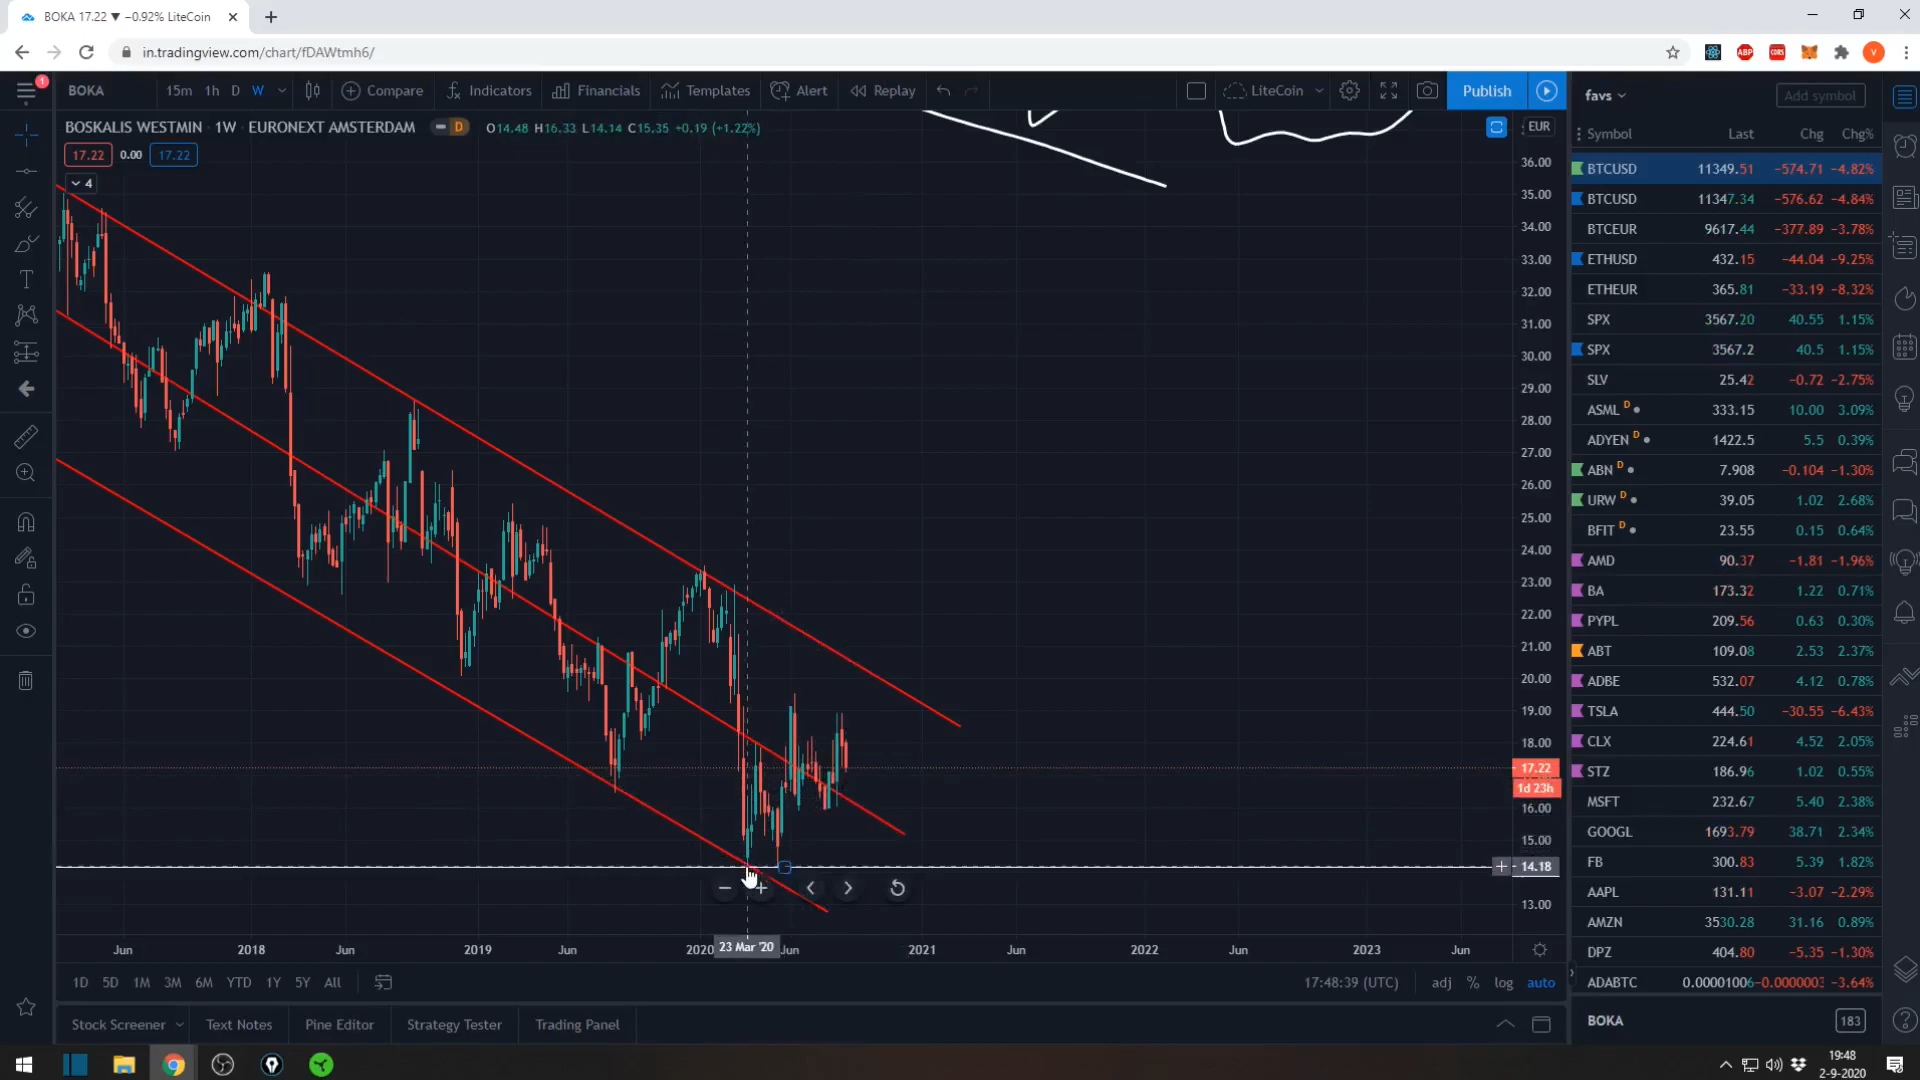 BOKA 17.22 ▼ −0.92% LiteCoin
in.tradingview.com/chart/fDAWtmh6/
ABP
CORS
V
1
BOKA 15m 1h D W Compare Indicators Financials Templates Alert Replay LiteCoin Publish
favs Add symbol
BOSKALIS WESTMIN · 1W · EURONEXT AMSTERDAM D O14.48 H16.33 L14.14 C15.35 +0.19 (+1.22%)
17.22 0.00 17.22
4
EUR
36.00
35.00
34.00
33.00
32.00
31.00
30.00
29.00
28.00
27.00
26.00
25.00
24.00
23.00
22.00
21.00
20.00
19.00
18.00
17.22
1d 23h
16.00
15.00
14.18
13.00
Jun 2018 Jun 2019 Jun 2020 23 Mar '20 Jun 2021 Jun 2022 Jun 2023 Jun
1D 5D 1M 3M 6M YTD 1Y 5Y All 17:48:39 (UTC) adj % log auto
Stock Screener Text Notes Pine Editor Strategy Tester Trading Panel
Symbol Last Chg Chg%
BTCUSD 11349.51 −574.71 −4.82%
BTCUSD 11347.34 −576.62 −4.84%
BTCEUR 9617.44 −377.89 −3.78%
ETHUSD 432.15 −44.04 −9.25%
ETHEUR 365.81 −33.19 −8.32%
SPX 3567.20 40.55 1.15%
SPX 3567.2 40.5 1.15%
SLV 25.42 −0.72 −2.75%
ASML D 333.15 10.00 3.09%
ADYEN D 1422.5 5.5 0.39%
ABN D 7.908 −0.104 −1.30%
URW D 39.05 1.02 2.68%
BFIT D 23.55 0.15 0.64%
AMD 90.37 −1.81 −1.96%
BA 173.32 1.22 0.71%
PYPL 209.56 0.63 0.30%
ABT 109.08 2.53 2.37%
ADBE 532.07 4.12 0.78%
TSLA 444.50 −30.55 −6.43%
CLX 224.61 4.52 2.05%
STZ 186.96 1.02 0.55%
MSFT 232.67 5.40 2.38%
GOOGL 1693.79 38.71 2.34%
FB 300.83 5.39 1.82%
AAPL 131.11 −3.07 −2.29%
AMZN 3530.28 31.16 0.89%
DPZ 404.80 −5.35 −1.30%
ADABTC 0.00001006 −0.0000003 −3.64%
BOKA 183
19:48
2-9-2020